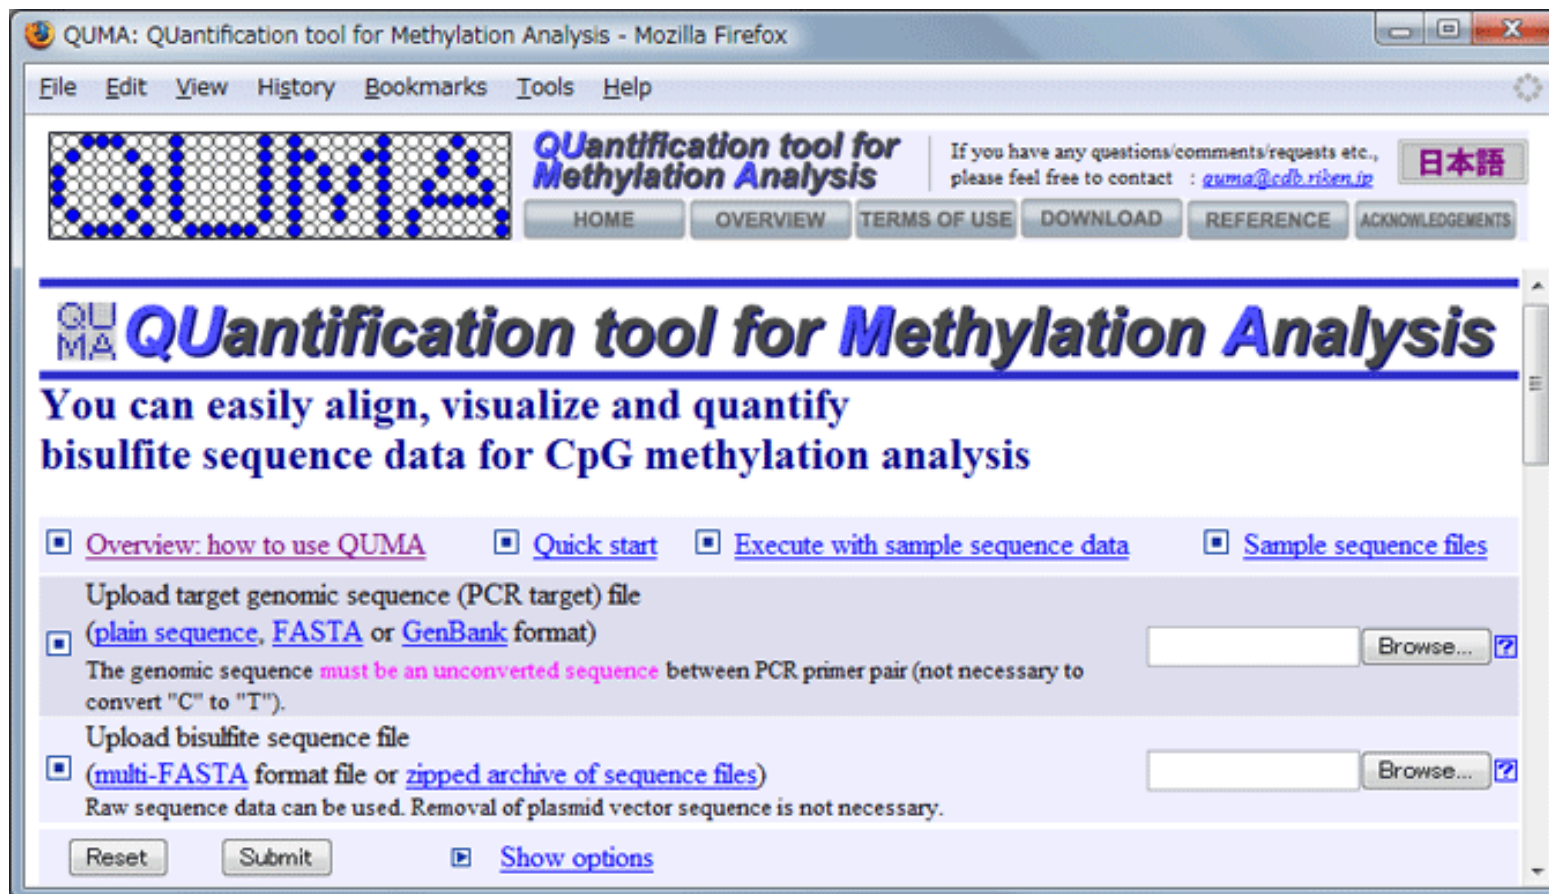 QUMA: QUantification tool for Methylation Analysis - Mozilla Firefox
File Edit View History Bookmarks Tools Help
QUMA
QUantification tool for
Methylation Analysis
If you have any questions/comments/requests etc.,
please feel free to contact : quma@cdb.riken.jp
日本語
HOME OVERVIEW TERMS OF USE DOWNLOAD REFERENCE ACKNOWLEDGEMENTS
QU
MA
QUantification tool for Methylation Analysis
You can easily align, visualize and quantify
bisulfite sequence data for CpG methylation analysis
Overview: how to use QUMA Quick start Execute with sample sequence data Sample sequence files
Upload target genomic sequence (PCR target) file
(plain sequence, FASTA or GenBank format)
Browse... ?
The genomic sequence must be an unconverted sequence between PCR primer pair (not necessary to
convert "C" to "T").
Upload bisulfite sequence file
(multi-FASTA format file or zipped archive of sequence files)
Browse... ?
Raw sequence data can be used. Removal of plasmid vector sequence is not necessary.
Reset Submit Show options